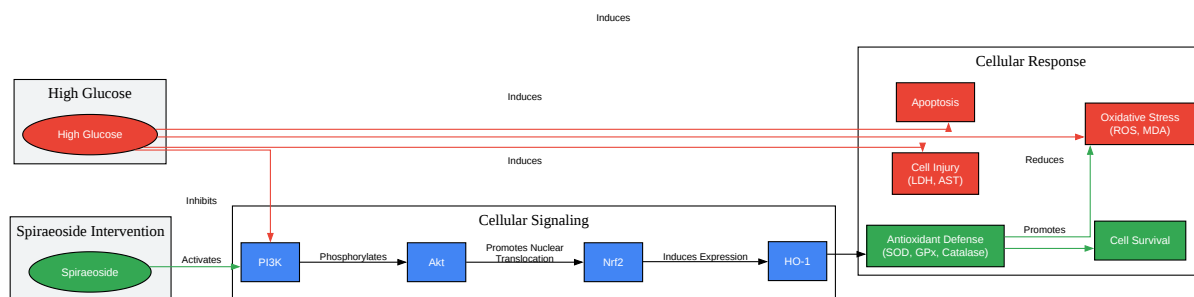 Induces
Cellular Response
High Glucose
Induces
Apoptosis
Oxidative Stress
(ROS, MDA)
High Glucose
Induces
Cell Injury
(LDH, AST)
Reduces
Inhibits
Spiraeoside Intervention
Cellular Signaling
Spiraeoside
Activates
PI3K
Phosphorylates
Akt
Promotes Nuclear
Translocation
Nrf2
Induces Expression
HO-1
Antioxidant Defense
(SOD, GPx, Catalase)
Promotes
Cell Survival